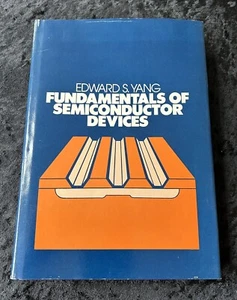 EDWARD S. YANG
FUNDAMENTALS OF
SEMICONDUCTOR
DEVICES